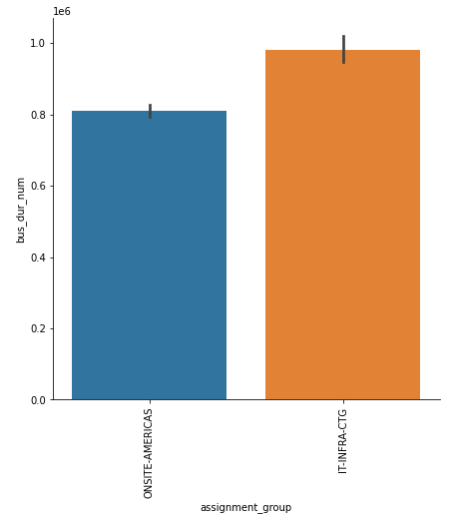 1e6
1.0
0.8
0.6
0.4
0.2
0.0
bus_dur_num
ONSITE-AMERICAS
IT-INFRA-CTG
assignment_group